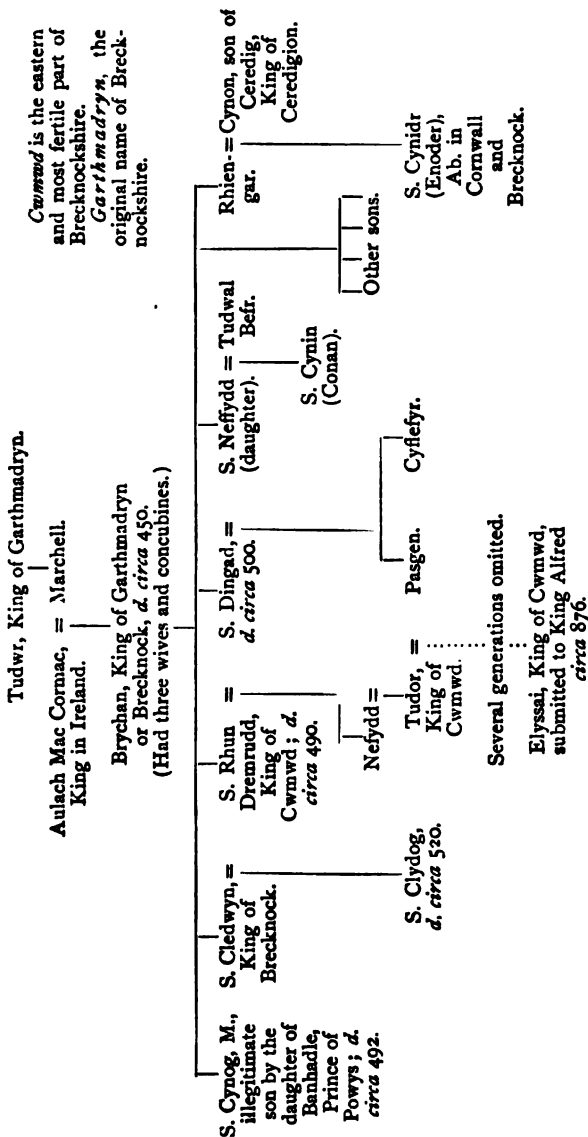 Tudwr, King of Garthmadryn.
Aulach Mac Cormac, = Marchell.
King in Ireland.
Brychan, King of Garthmadryn
or Brecknock, d. circa 450.
(Had three wives and concubines.)
Cwmwd is the eastern
and most fertile part of
Brecknockshire.
Garthmadryn, the
original name of Breck-
nockshire.
S. Cynog, M.,
illegitimate
son by the
daughter of
Banhadle,
Prince of
Powys; d.
circa 492.
S. Cledwyn, =
King of
Brecknock.
S. Clydog,
d. circa 520.
S. Rhun =
Dremrudd,
King of
Cwmwd; d.
circa 490.
Nefydd =
Tudor, =
King of
Cwmwd.
Several generations omitted.
Elyssai, King of Cwmwd,
submitted to King Alfred
circa 876.
S. Dingad, =
d. circa 500.
Pasgen. Cyflefyr.
S. Neffydd = Tudwal
(daughter). Befr.
S. Cynin
(Conan).
Other sons.
Rhien- = Cynon, son of
gar. Ceredig,
King of
Ceredigion.
S. Cynidr
(Enoder),
Ab. in
Cornwall
and
Brecknock.